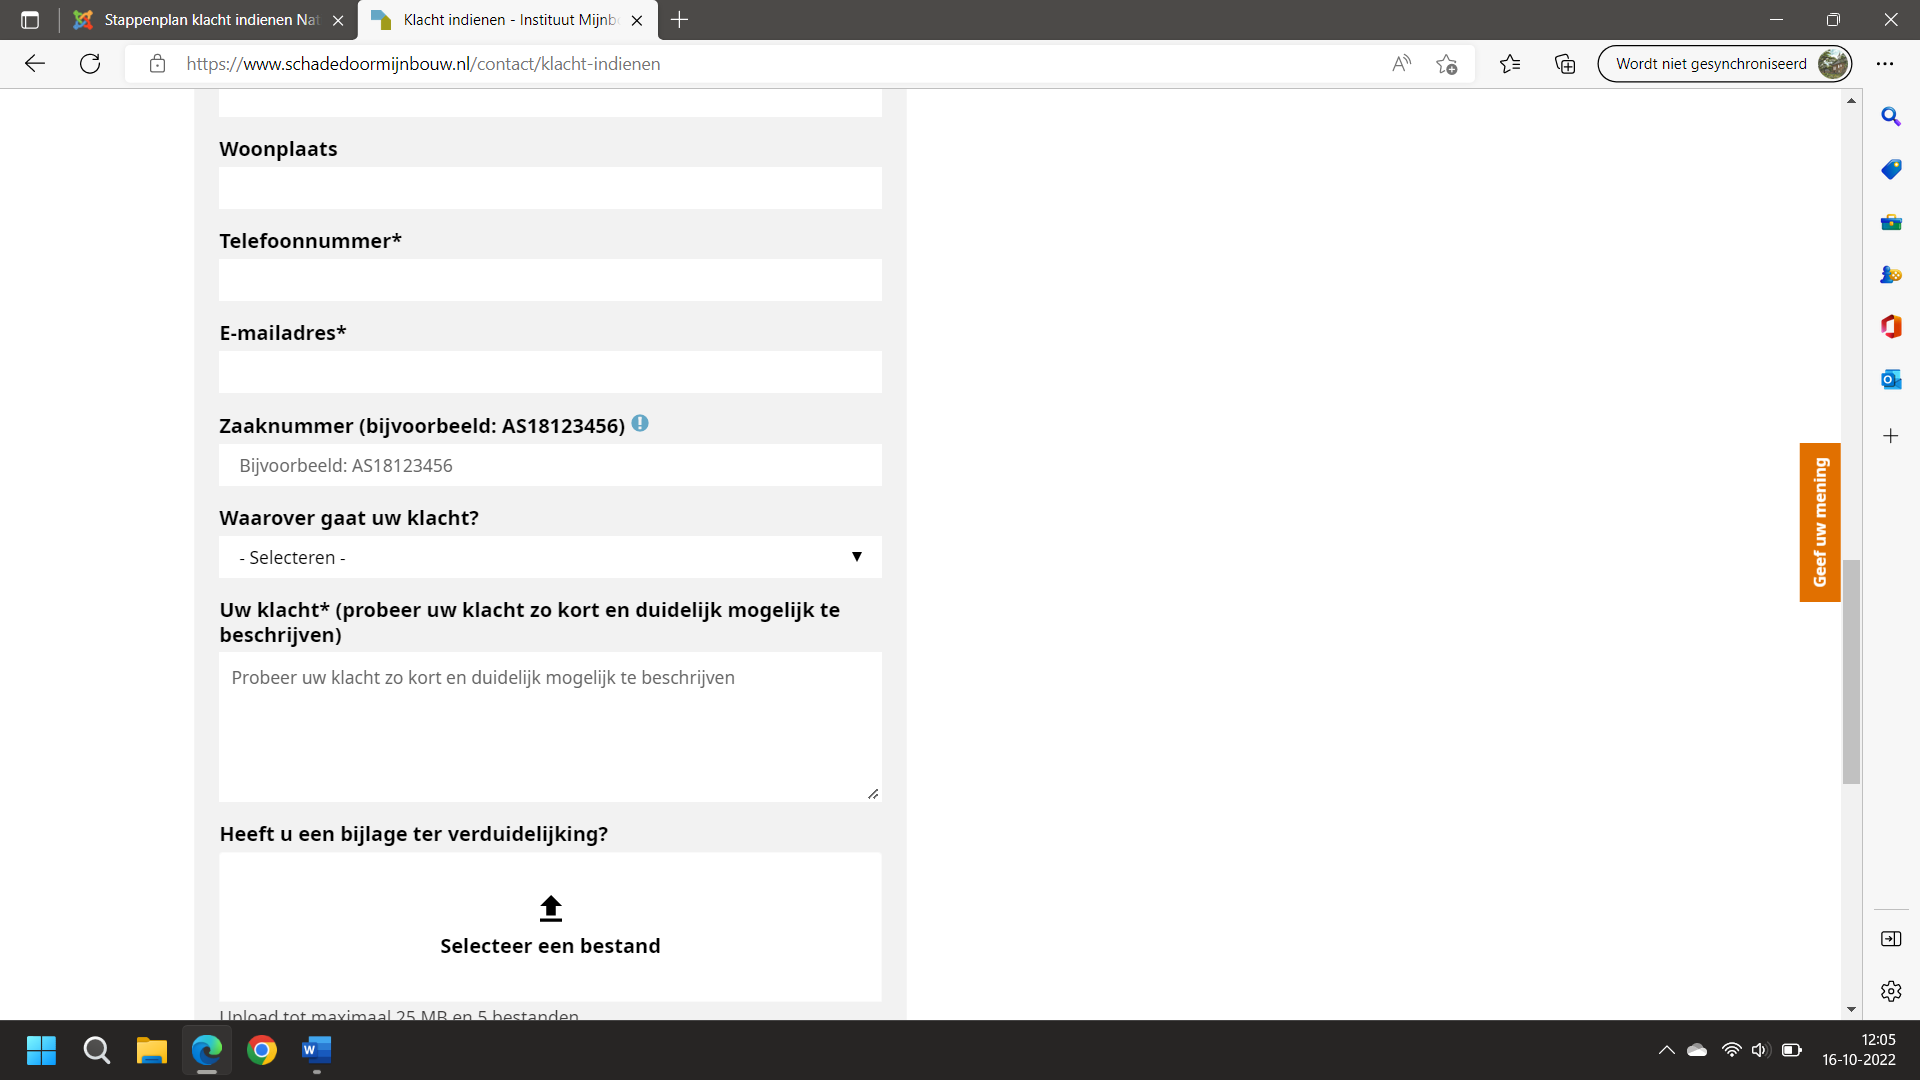 Stappenplan klacht indienen Nat
Klacht indienen - Instituut Mijnb
https://www.schadedoormijnbouw.nl/contact/klacht-indienen
Wordt niet gesynchroniseerd
Woonplaats
Telefoonnummer*
E-mailadres*
Zaaknummer (bijvoorbeeld: AS18123456)
Bijvoorbeeld: AS18123456
Waarover gaat uw klacht?
- Selecteren -
Uw klacht* (probeer uw klacht zo kort en duidelijk mogelijk te
beschrijven)
Probeer uw klacht zo kort en duidelijk mogelijk te beschrijven
Heeft u een bijlage ter verduidelijking?
Selecteer een bestand
Upload tot maximaal 25 MB en 5 bestanden
Geef uw mening
12:05
16-10-2022